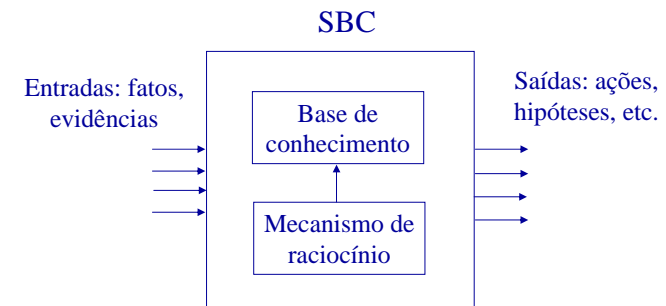 SBC
Entradas: fatos,
evidências
Saídas: ações,
hipóteses, etc.
Base de
conhecimento
Mecanismo de
raciocínio